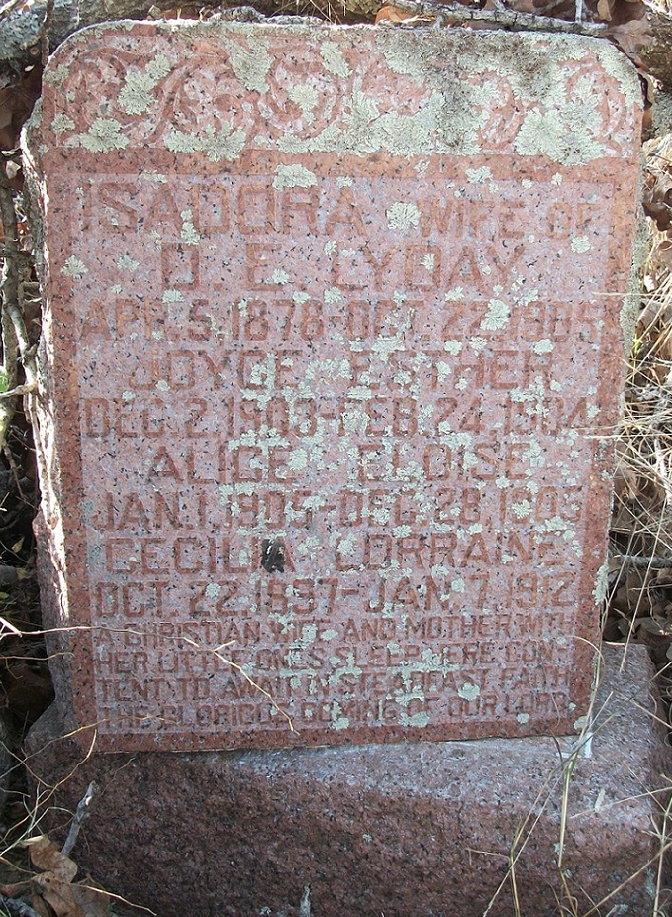 ISADORA WIFE OF
D. E. LYDAY
APR. 5, 1878-OCT. 22, 1905
JOYCE ESTHER
DEC. 2, 1903-FEB. 24, 1904
ALICE ELOISE
JAN. 1, 1905-DEC. 28, 1905
CECILIA LORRAINE
OCT. 22, 1897-JAN. 7, 1912
A CHRISTIAN WIFE AND MOTHER WITH
HER LITTLE ONES SLEEP HERE CON-
TENT TO AWAIT IN STEADFAST FAITH
THE GLORIOUS COMING OF OUR LORD.